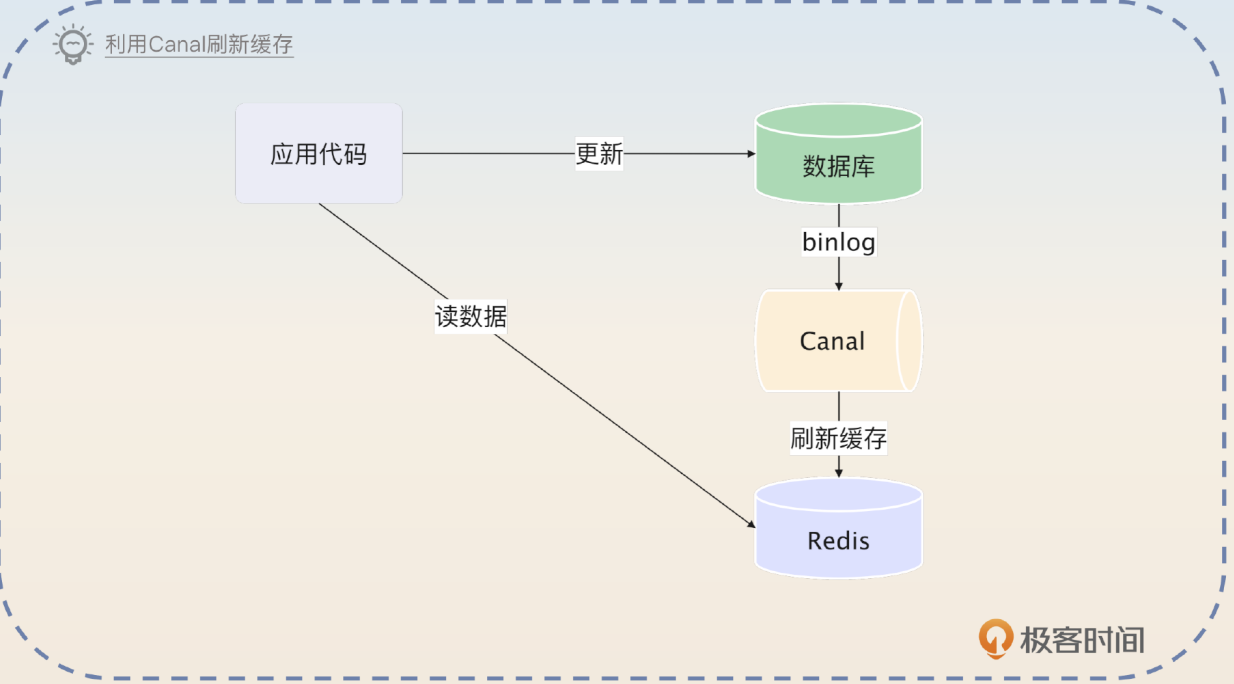 利用Canal刷新缓存
应用代码
更新
数据库
binlog
读数据
Canal
刷新缓存
Redis
极客时间